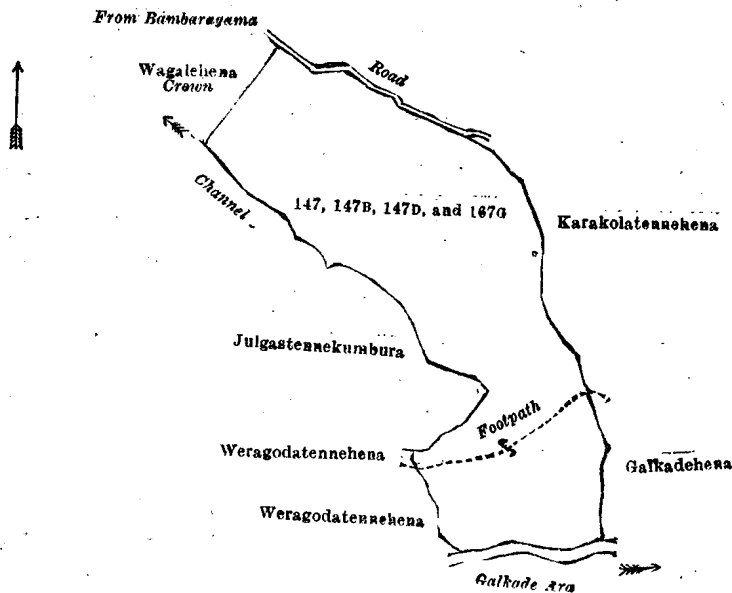 From Bambaragama
Road
Wagalehena
Crown
Channel
147, 147B, 147D, and 167G
Karakolatennehena
Julgastennekumbura
Footpath
Weragodatennehena
Galkadehena
Weragodatennehena
Galkade Ara